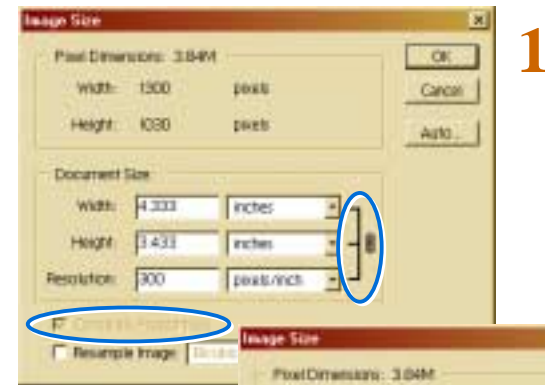 Image Size
1
Pixel Dimensions: 3.84M
OK
Width: 1300 pixels
Cancel
Height: 1030 pixels
Auto...
Document Size
Width: 4.333 inches
Height: 3.433 inches
Resolution: 300 pixels/inch
Constrain Proportions
Resample Image:
Image Size
Pixel Dimensions: 3.84M